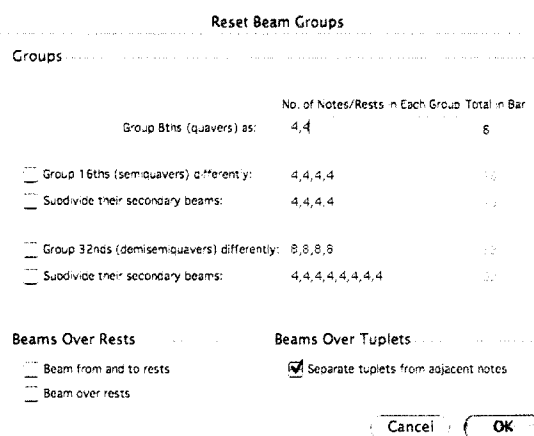 Reset Beam Groups
Groups
No. of Notes/Rests in Each Group Total in Bar
Group 8ths (quavers) as: 4,4 8
Group 16ths (semiquavers) differently: 4,4,4,4
Subdivide their secondary beams: 4,4,4,4
Group 32nds (demisemiquavers) differently: 8,8,8,8
Subdivide their secondary beams: 4,4,4,4,4,4,4,4
Beams Over Rests Beams Over Tuplets
Beam from and to rests Separate tuplets from adjacent notes
Beam over rests
Cancel OK